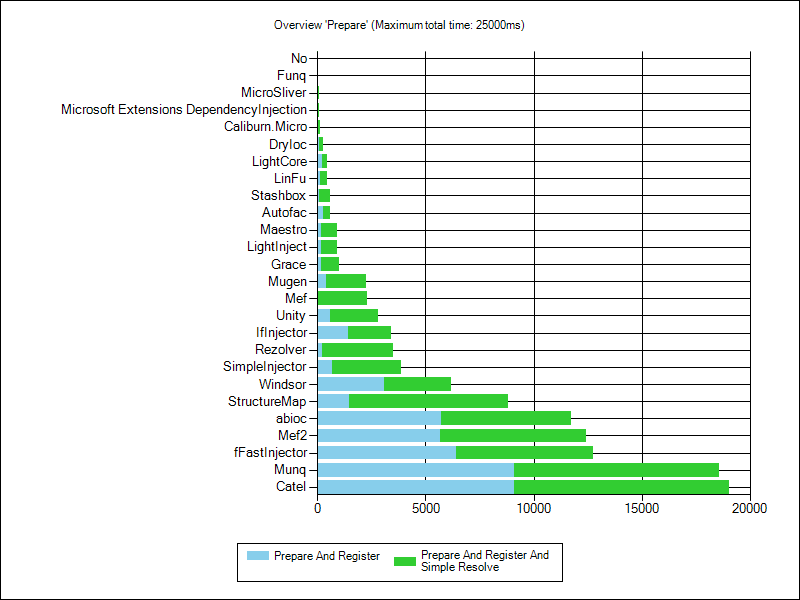 Overview 'Prepare' (Maximum total time: 25000ms)
No
Funq
MicroSliver
Microsoft Extensions DependencyInjection
Caliburn.Micro
DryIoc
LightCore
LinFu
Stashbox
Autofac
Maestro
LightInject
Grace
Mugen
Mef
Unity
IfInjector
Rezolver
SimpleInjector
Windsor
StructureMap
abioc
Mef2
fFastInjector
Munq
Catel
0 5000 10000 15000 20000
Prepare And Register
Prepare And Register And
Simple Resolve